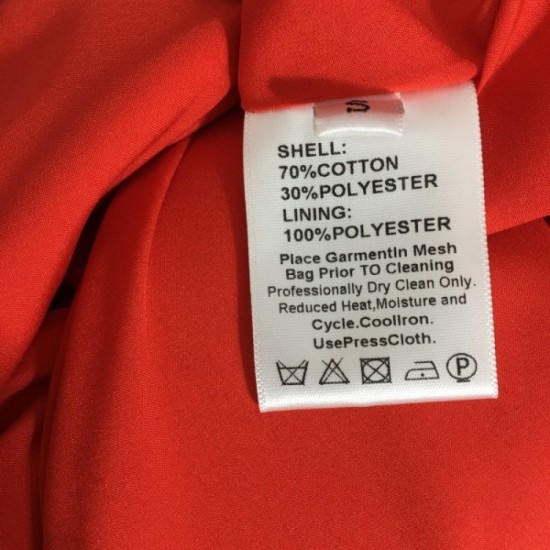 S
SHELL:
70%COTTON
30%POLYESTER
LINING:
100%POLYESTER
Place GarmentIn Mesh
Bag Prior TO Cleaning
Professionally Dry Clean Only.
Reduced Heat,Moisture and
Cycle.CoolIron.
UsePressCloth.
P